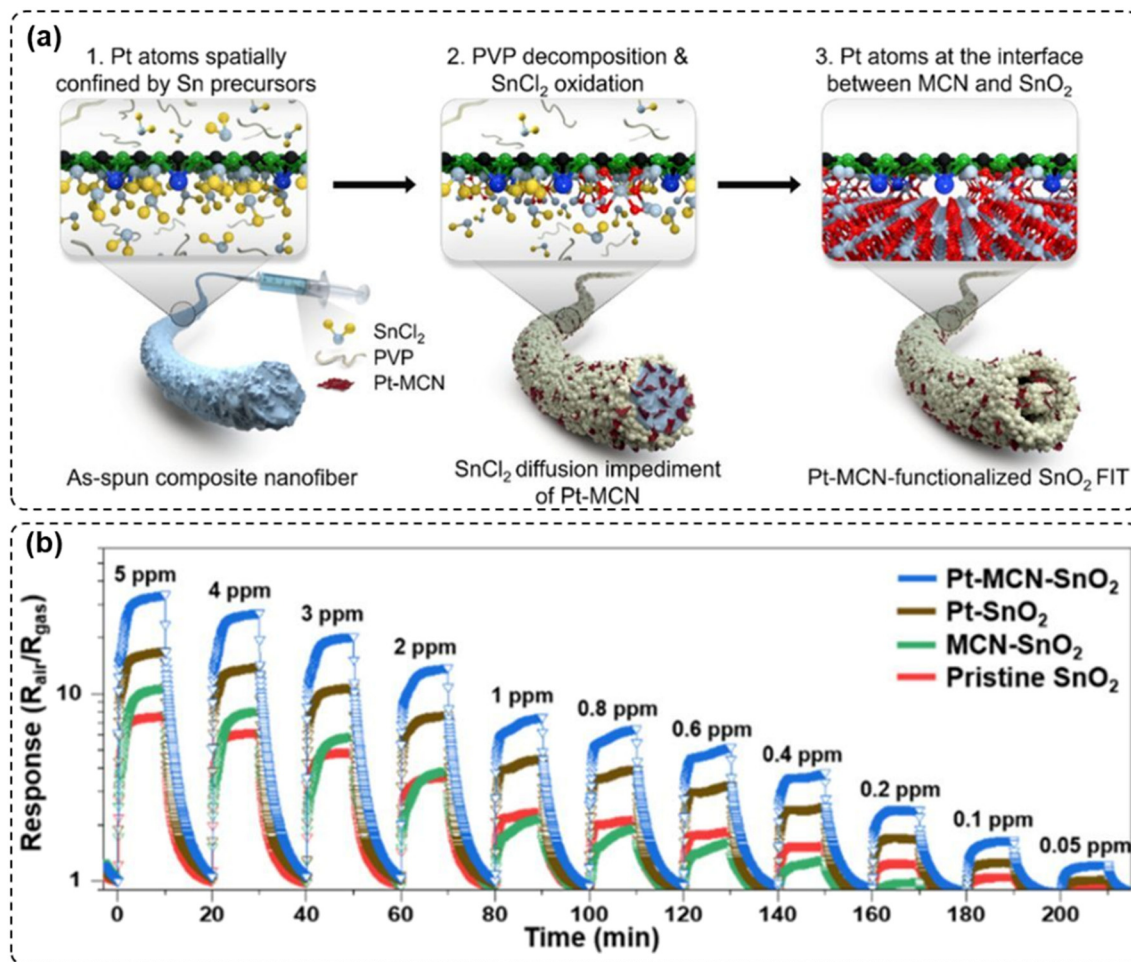 (a)
1. Pt atoms spatially
confined by Sn precursors
2. PVP decomposition &
SnCl₂ oxidation
3. Pt atoms at the interface
between MCN and SnO₂
SnCl₂
PVP
Pt-MCN
As-spun composite nanofiber
SnCl₂ diffusion impediment
of Pt-MCN
Pt-MCN-functionalized SnO₂ FIT
(b)
Response (R_air/R_gas)
10
1
5 ppm
4 ppm
3 ppm
2 ppm
1 ppm
0.8 ppm
0.6 ppm
0.4 ppm
0.2 ppm
0.1 ppm
0.05 ppm
Pt-MCN-SnO₂
Pt-SnO₂
MCN-SnO₂
Pristine SnO₂
0 20 40 60 80 100 120 140 160 180 200
Time (min)